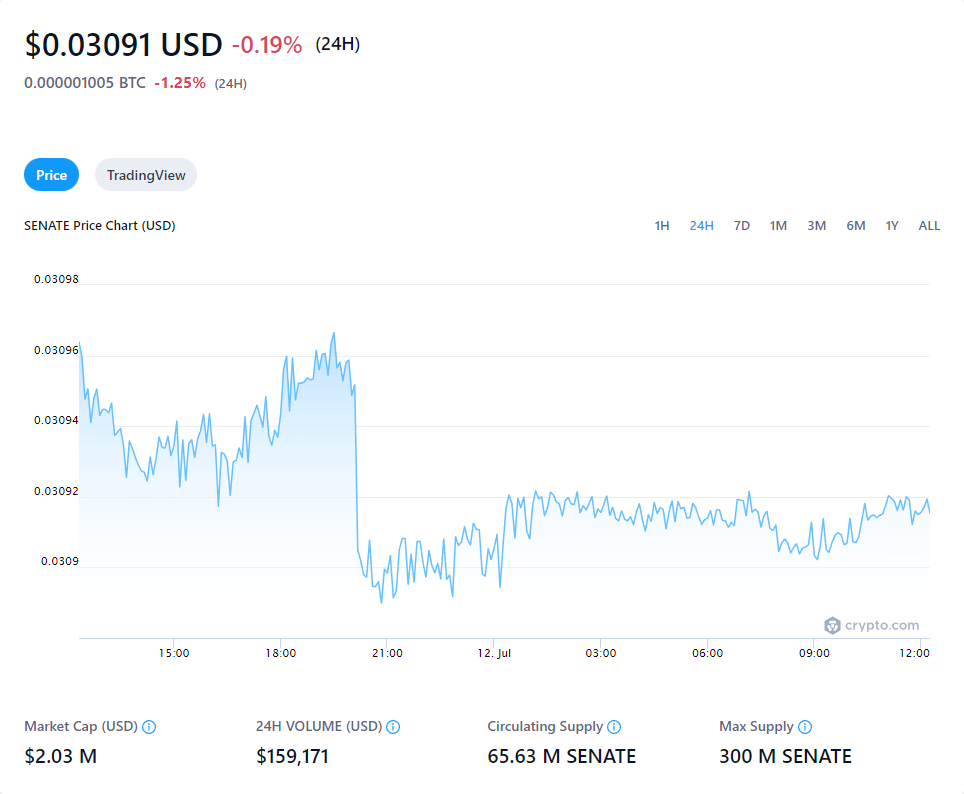 $0.03091 USD -0.19% (24H)
0.000001005 BTC -1.25% (24H)
Price TradingView
SENATE Price Chart (USD) 1H 24H 7D 1M 3M 6M 1Y ALL
0.03098
0.03096
0.03094
0.03092
0.0309
crypto.com
15:00 18:00 21:00 12. Jul 03:00 06:00 09:00 12:00
Market Cap (USD) 24H VOLUME (USD) Circulating Supply Max Supply
$2.03 M $159,171 65.63 M SENATE 300 M SENATE